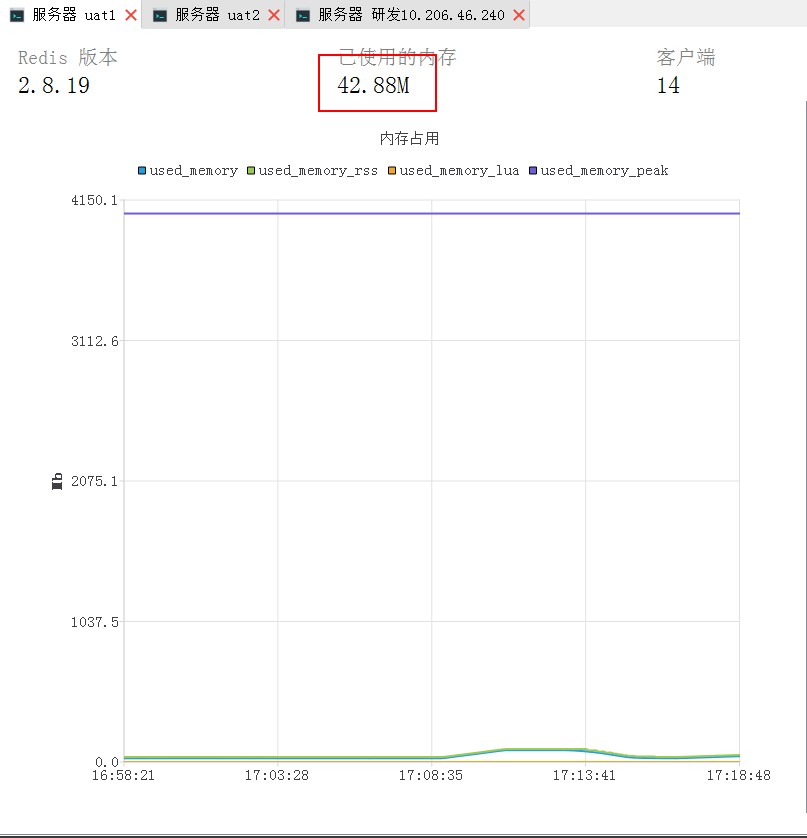 服务器 uat1 服务器 uat2 服务器 研发10.206.46.240
Redis 版本 已使用的内存 客户端
2.8.19 42.88M 14
内存占用
used_memory used_memory_rss used_memory_lua used_memory_peak
4150.1
3112.6
Mb 2075.1
1037.5
0.0
16:58:21 17:03:28 17:08:35 17:13:41 17:18:48